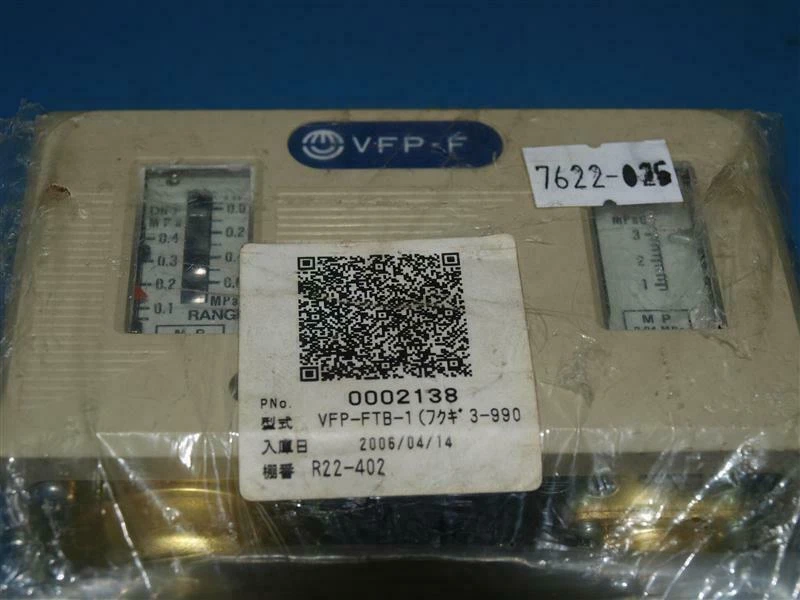 VFP-F
7622-026
MPa
0.4
0.2
0.3
0.2
0.1
MPa
RANGE
M P
MPa
3
2
1
M P
PNo. 0002138
型式 VFP-FTB-1(フクギ3-990
入庫日 2006/04/14
棚番 R22-402